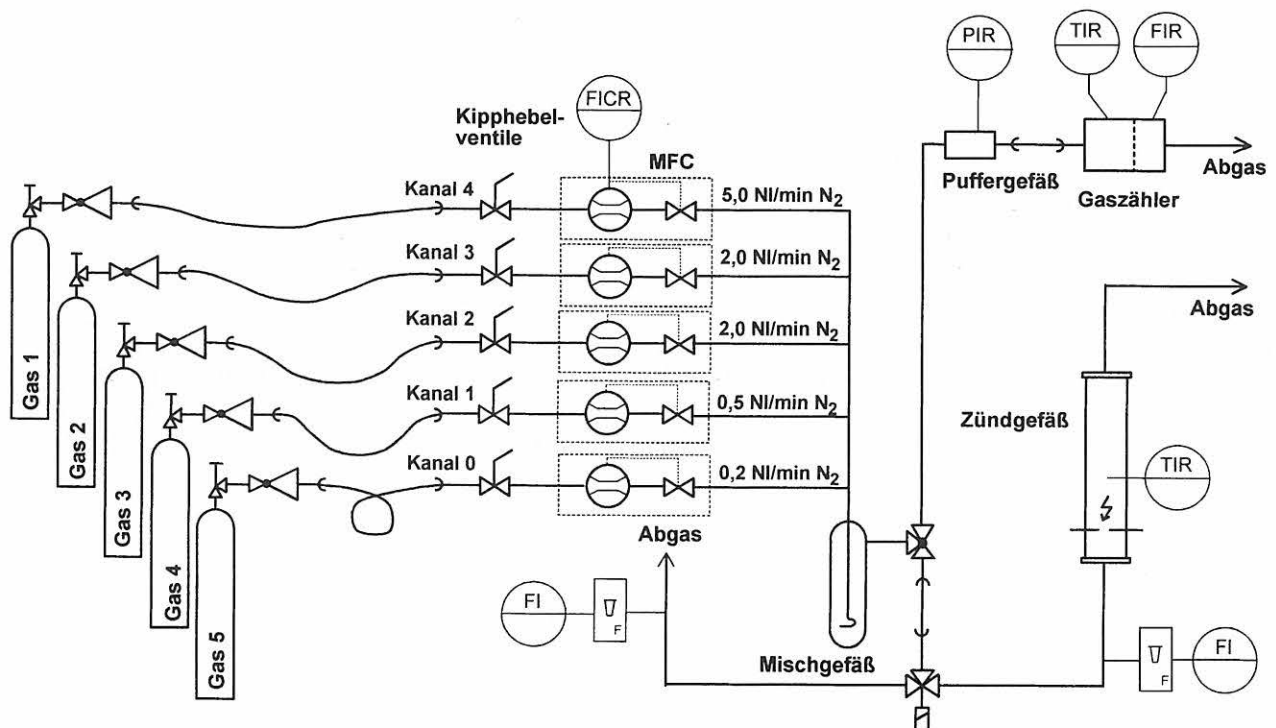 PIR
TIR
FIR
FICR
Kipphebel-
ventile
MFC
Puffergefäß
Gaszähler
Abgas
Kanal 4
5,0 Nl/min N₂
Kanal 3
2,0 Nl/min N₂
Kanal 2
2,0 Nl/min N₂
Kanal 1
0,5 Nl/min N₂
Kanal 0
0,2 Nl/min N₂
Gas 1
Gas 2
Gas 3
Gas 4
Gas 5
Abgas
Zündgefäß
TIR
Abgas
FI
F
Mischgefäß
F
FI